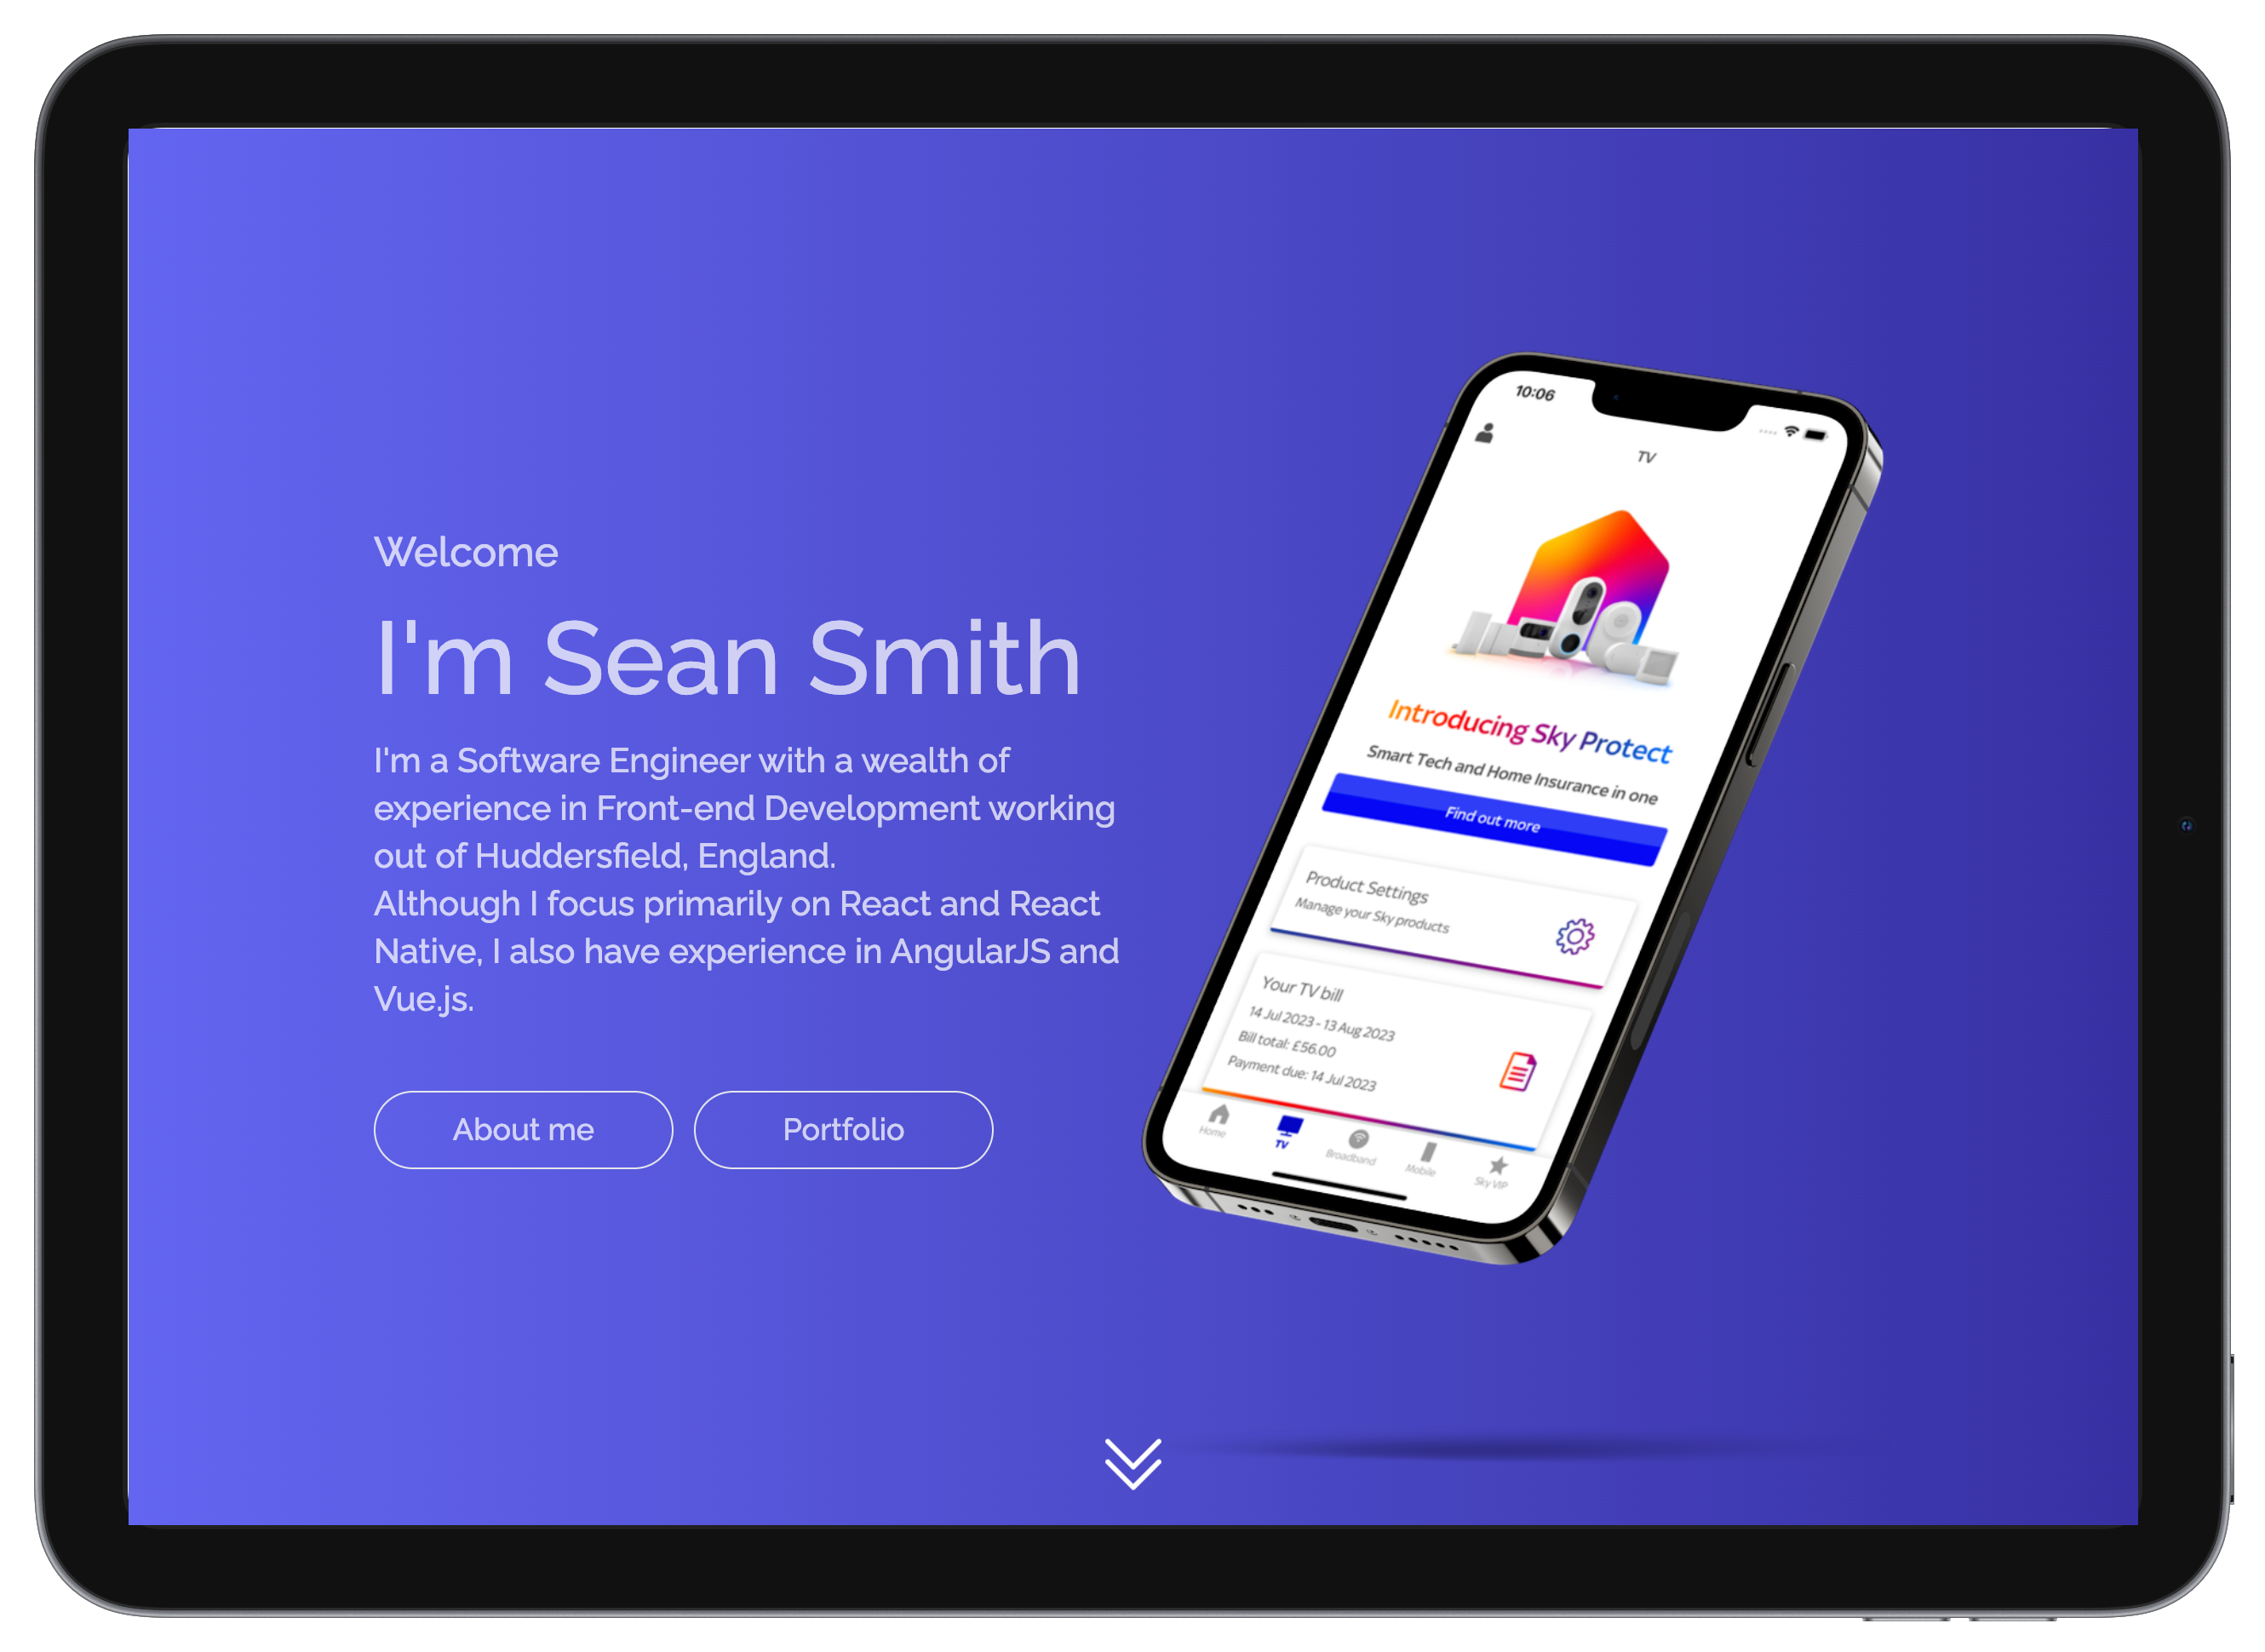 Welcome
I'm Sean Smith
I'm a Software Engineer with a wealth of
experience in Front-end Development working
out of Huddersfield, England.
Although I focus primarily on React and React
Native, I also have experience in AngularJS and
Vue.js.
About me
Portfolio
10:06
TV
Introducing Sky Protect
Smart Tech and Home Insurance in one
Find out more
Product Settings
Manage your Sky products
Your TV bill
14 Jul 2023 - 13 Aug 2023
Bill total: £56.00
Payment due: 14 Jul 2023
Home
TV
Broadband
Mobile
Sky VIP